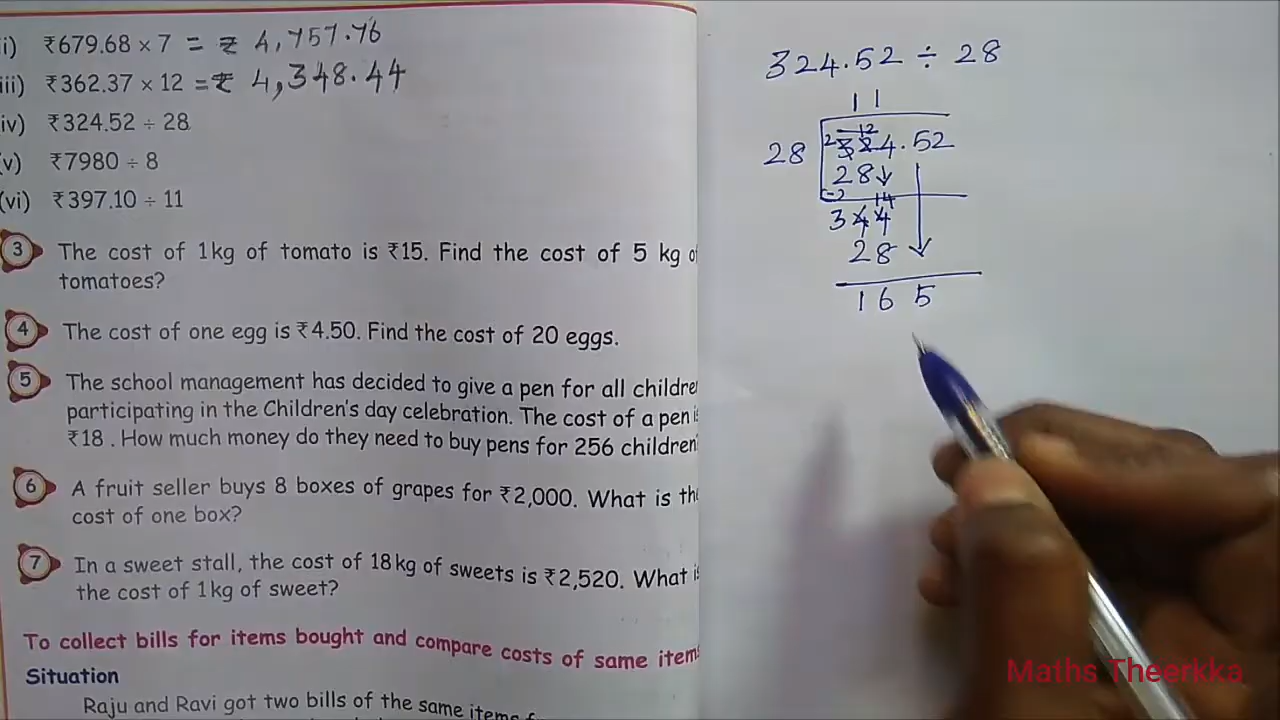 ii) ₹679.68 × 7 = ₹ 4,757.76
iii) ₹362.37 × 12 = ₹ 4,348.44
iv) ₹324.52 ÷ 28
(v) ₹7980 ÷ 8
(vi) ₹397.10 ÷ 11
3 The cost of 1kg of tomato is ₹15. Find the cost of 5 kg of
tomatoes?
4 The cost of one egg is ₹4.50. Find the cost of 20 eggs.
5 The school management has decided to give a pen for all childre
participating in the Children's day celebration. The cost of a pen i
₹18 . How much money do they need to buy pens for 256 children
6 A fruit seller buys 8 boxes of grapes for ₹2,000. What is the
cost of one box?
7 In a sweet stall, the cost of 18kg of sweets is ₹2,520. What i
the cost of 1kg of sweet?
To collect bills for items bought and compare costs of same item
Situation
Raju and Ravi got two bills of the same items
324.52 ÷ 28
11
2 12
28 324.52
28
14
344
28
165
Maths Theerkka